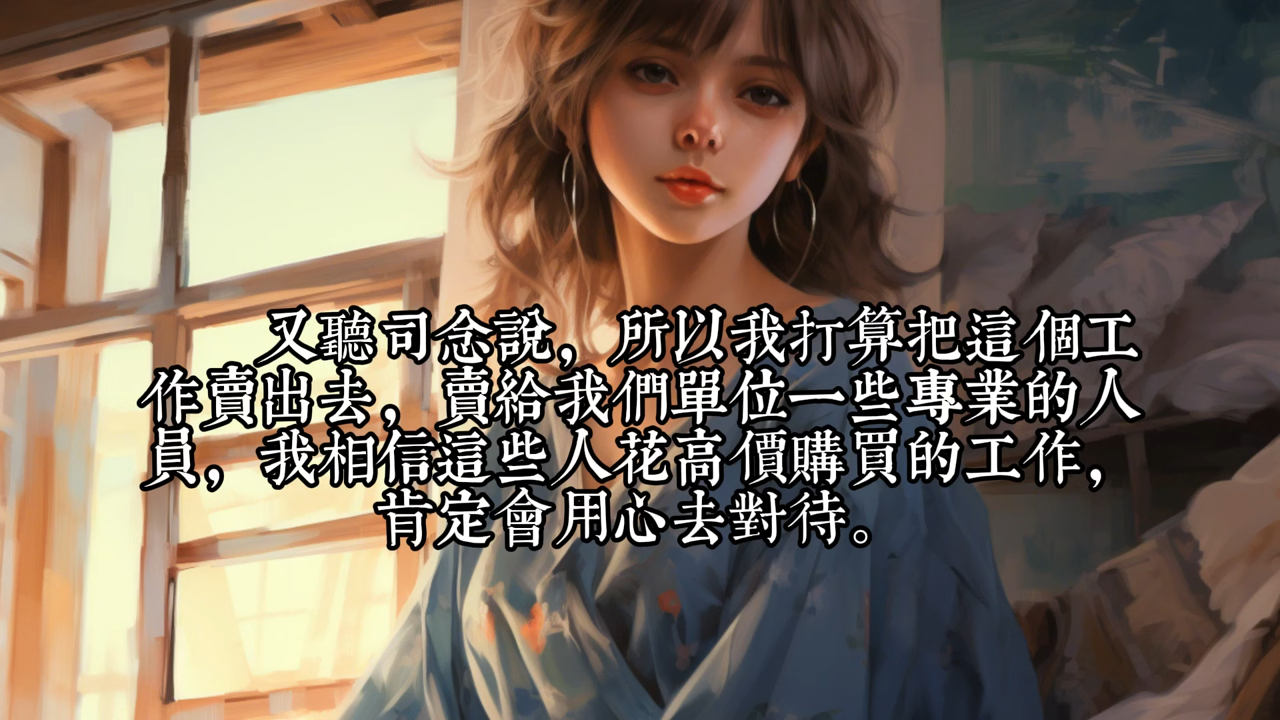 又聽司念說，所以我打算把這個工
作賣出去，賣給我們單位一些專業的人
員，我相信這些人花高價購買的工作，
肯定會用心去對待。